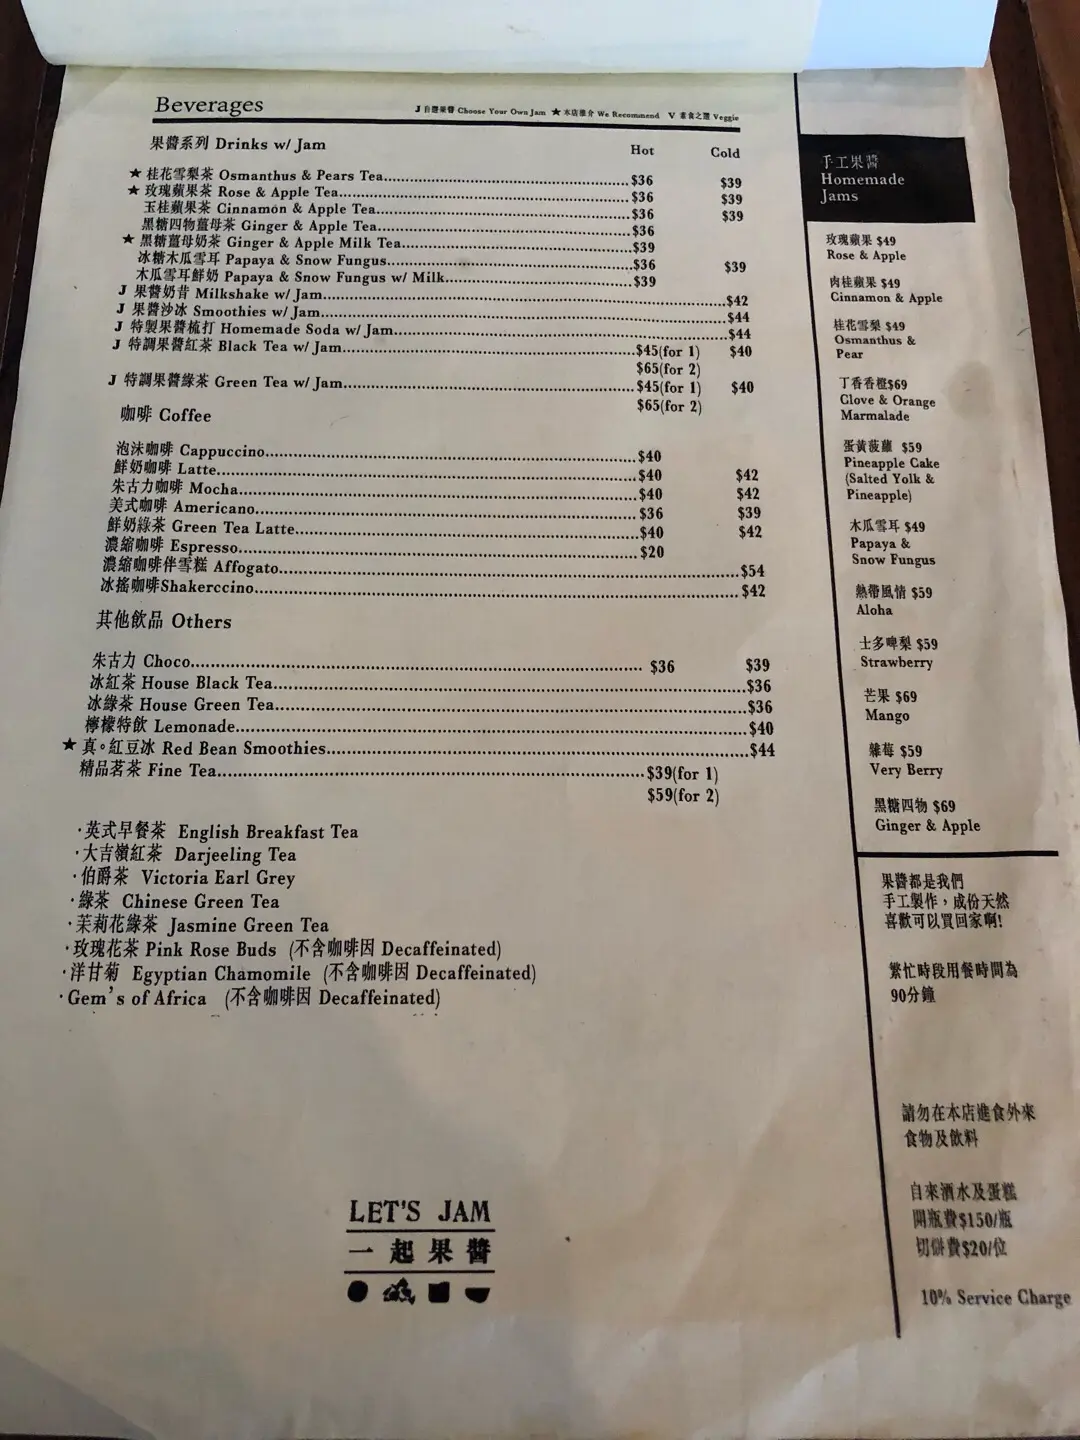 Beverages
J 自選果醬 Choose Your Own Jam ★本店推介 We Recommend V 素食之選 Veggie
果醬系列 Drinks w/ Jam Hot Cold
★ 桂花雪梨茶 Osmanthus & Pears Tea $36 $39
★ 玫瑰蘋果茶 Rose & Apple Tea $36 $39
玉桂蘋果茶 Cinnamon & Apple Tea $36 $39
黑糖四物薑母茶 Ginger & Apple Tea $36
★ 黑糖薑母奶茶 Ginger & Apple Milk Tea $39
冰糖木瓜雪耳 Papaya & Snow Fungus $36 $39
木瓜雪耳鮮奶 Papaya & Snow Fungus w/ Milk $39
J 果醬奶昔 Milkshake w/ Jam $42
J 果醬沙冰 Smoothies w/ Jam $44
J 特製果醬梳打 Homemade Soda w/ Jam $44
J 特調果醬紅茶 Black Tea w/ Jam $45(for 1) $40
$65(for 2)
J 特調果醬綠茶 Green Tea w/ Jam $45(for 1) $40
$65(for 2)
咖啡 Coffee
泡沫咖啡 Cappuccino $40
鮮奶咖啡 Latte $40 $42
朱古力咖啡 Mocha $40 $42
美式咖啡 Americano $36 $39
鮮奶綠茶 Green Tea Latte $40 $42
濃縮咖啡 Espresso $20
濃縮咖啡伴雪糕 Affogato $54
冰搖咖啡Shakerccino $42
其他飲品 Others
朱古力 Choco $36 $39
冰紅茶 House Black Tea $36
冰綠茶 House Green Tea $36
檸檬特飲 Lemonade $40
★ 真。紅豆冰 Red Bean Smoothies $44
精品茗茶 Fine Tea $39(for 1)
$59(for 2)
·英式早餐茶 English Breakfast Tea
·大吉嶺紅茶 Darjeeling Tea
·伯爵茶 Victoria Earl Grey
·綠茶 Chinese Green Tea
·茉莉花綠茶 Jasmine Green Tea
·玫瑰花茶 Pink Rose Buds (不含咖啡因 Decaffeinated)
·洋甘菊 Egyptian Chamomile (不含咖啡因 Decaffeinated)
·Gem's of Africa (不含咖啡因 Decaffeinated)
LET'S JAM
一起果醬
手工果醬
Homemade
Jams
玫瑰蘋果 $49
Rose & Apple
肉桂蘋果 $49
Cinnamon & Apple
桂花雪梨 $49
Osmanthus &
Pear
丁香香橙$69
Clove & Orange
Marmalade
蛋黃菠蘿 $59
Pineapple Cake
(Salted Yolk &
Pineapple)
木瓜雪耳 $49
Papaya &
Snow Fungus
熱帶風情 $59
Aloha
士多啤梨 $59
Strawberry
芒果 $69
Mango
雜莓 $59
Very Berry
黑糖四物 $69
Ginger & Apple
果醬都是我們
手工製作，成份天然
喜歡可以買回家啊!
繁忙時段用餐時間為
90分鐘
請勿在本店進食外來
食物及飲料
自來酒水及蛋糕
開瓶費$150/瓶
切餅費$20/位
10% Service Charge